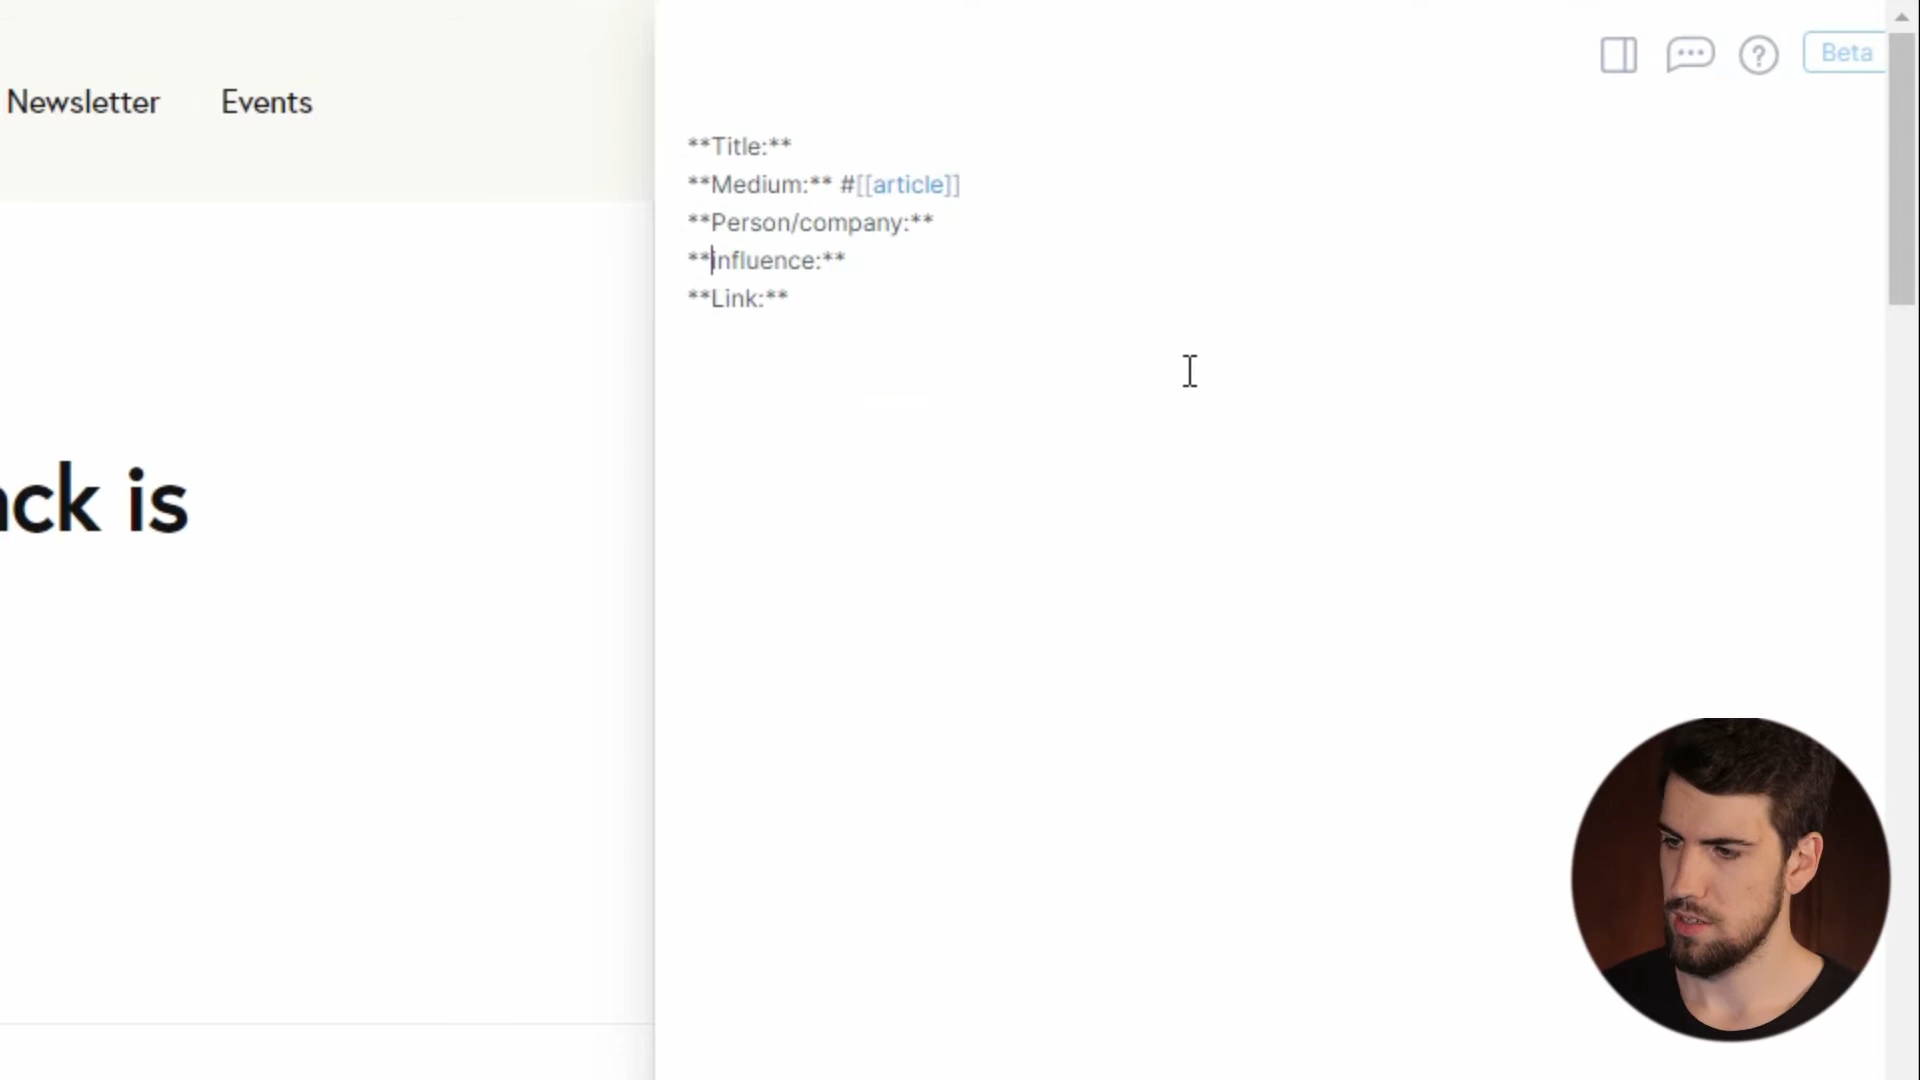 Newsletter Events
Beta
**Title:**
**Medium:** #[[article]]
**Person/company:**
**influence:**
**Link:**
ck is